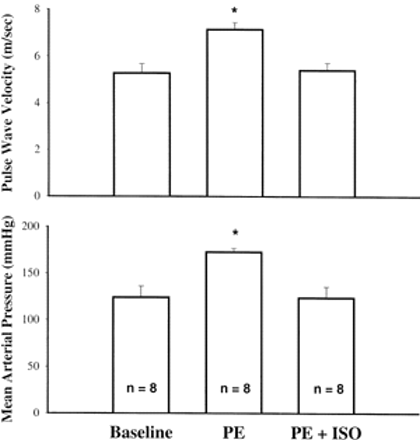 Pulse Wave Velocity (m/sec)
8
6
4
2
0
*
Mean Arterial Pressure (mmHg)
200
150
100
50
0
*
n = 8
n = 8
n = 8
Baseline
PE
PE + ISO